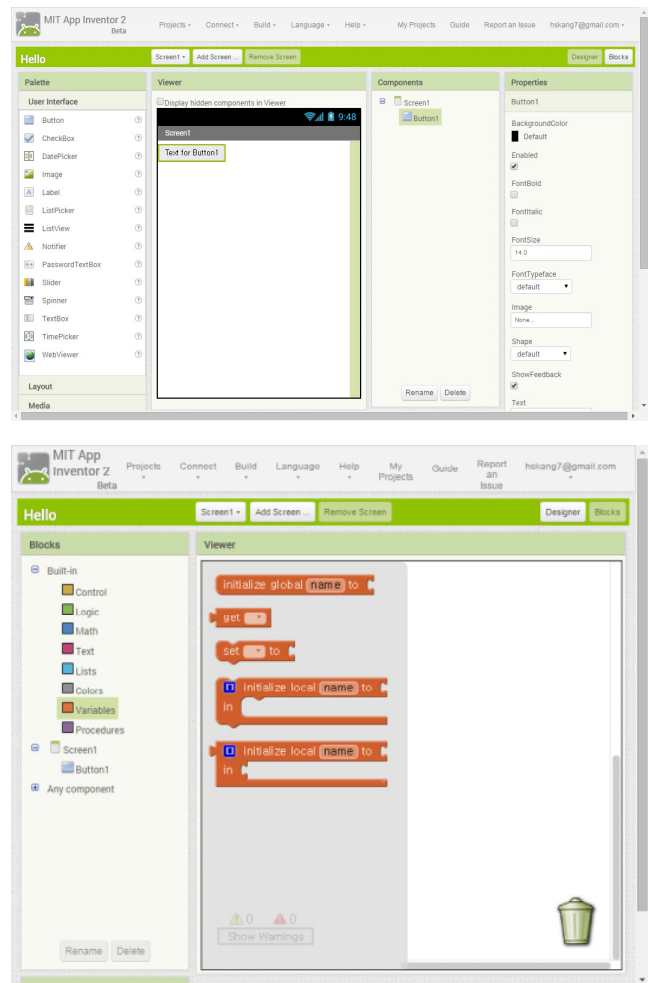 MIT App Inventor 2
Beta
Projects Connect Build Language Help My Projects Guide Report an Issue hskang7@gmail.com
Hello
Screen1 Add Screen ... Remove Screen Designer Blocks
Palette
User Interface
Button
CheckBox
DatePicker
Image
Label
ListPicker
ListView
Notifier
PasswordTextBox
Slider
Spinner
TextBox
TimePicker
WebViewer
Layout
Media
Viewer
Display hidden components in Viewer
9:48
Screen1
Text for Button1
Components
Screen1
Button1
Rename Delete
Properties
Button1
BackgroundColor
Default
Enabled
FontBold
FontItalic
FontSize
14.0
FontTypeface
default
Image
None...
Shape
default
ShowFeedback
Text
MIT App
Inventor 2
Beta
Projects Connect Build Language Help My Projects Guide Report an Issue hskang7@gmail.com
Hello
Screen1 Add Screen ... Remove Screen Designer Blocks
Blocks
Built-in
Control
Logic
Math
Text
Lists
Colors
Variables
Procedures
Screen1
Button1
Any component
Rename Delete
Viewer
initialize global name to
get
set to
initialize local name to
in
initialize local name to
in
0 0
Show Warnings